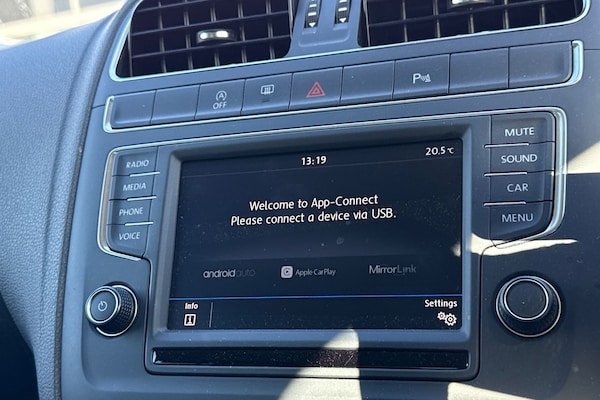 A OFF
P
RADIO
MEDIA
PHONE
VOICE
MUTE
SOUND
CAR
MENU
13:19
20.5°C
Welcome to App-Connect
Please connect a device via USB.
androidauto
Apple CarPlay
MirrorLink
Info
Settings